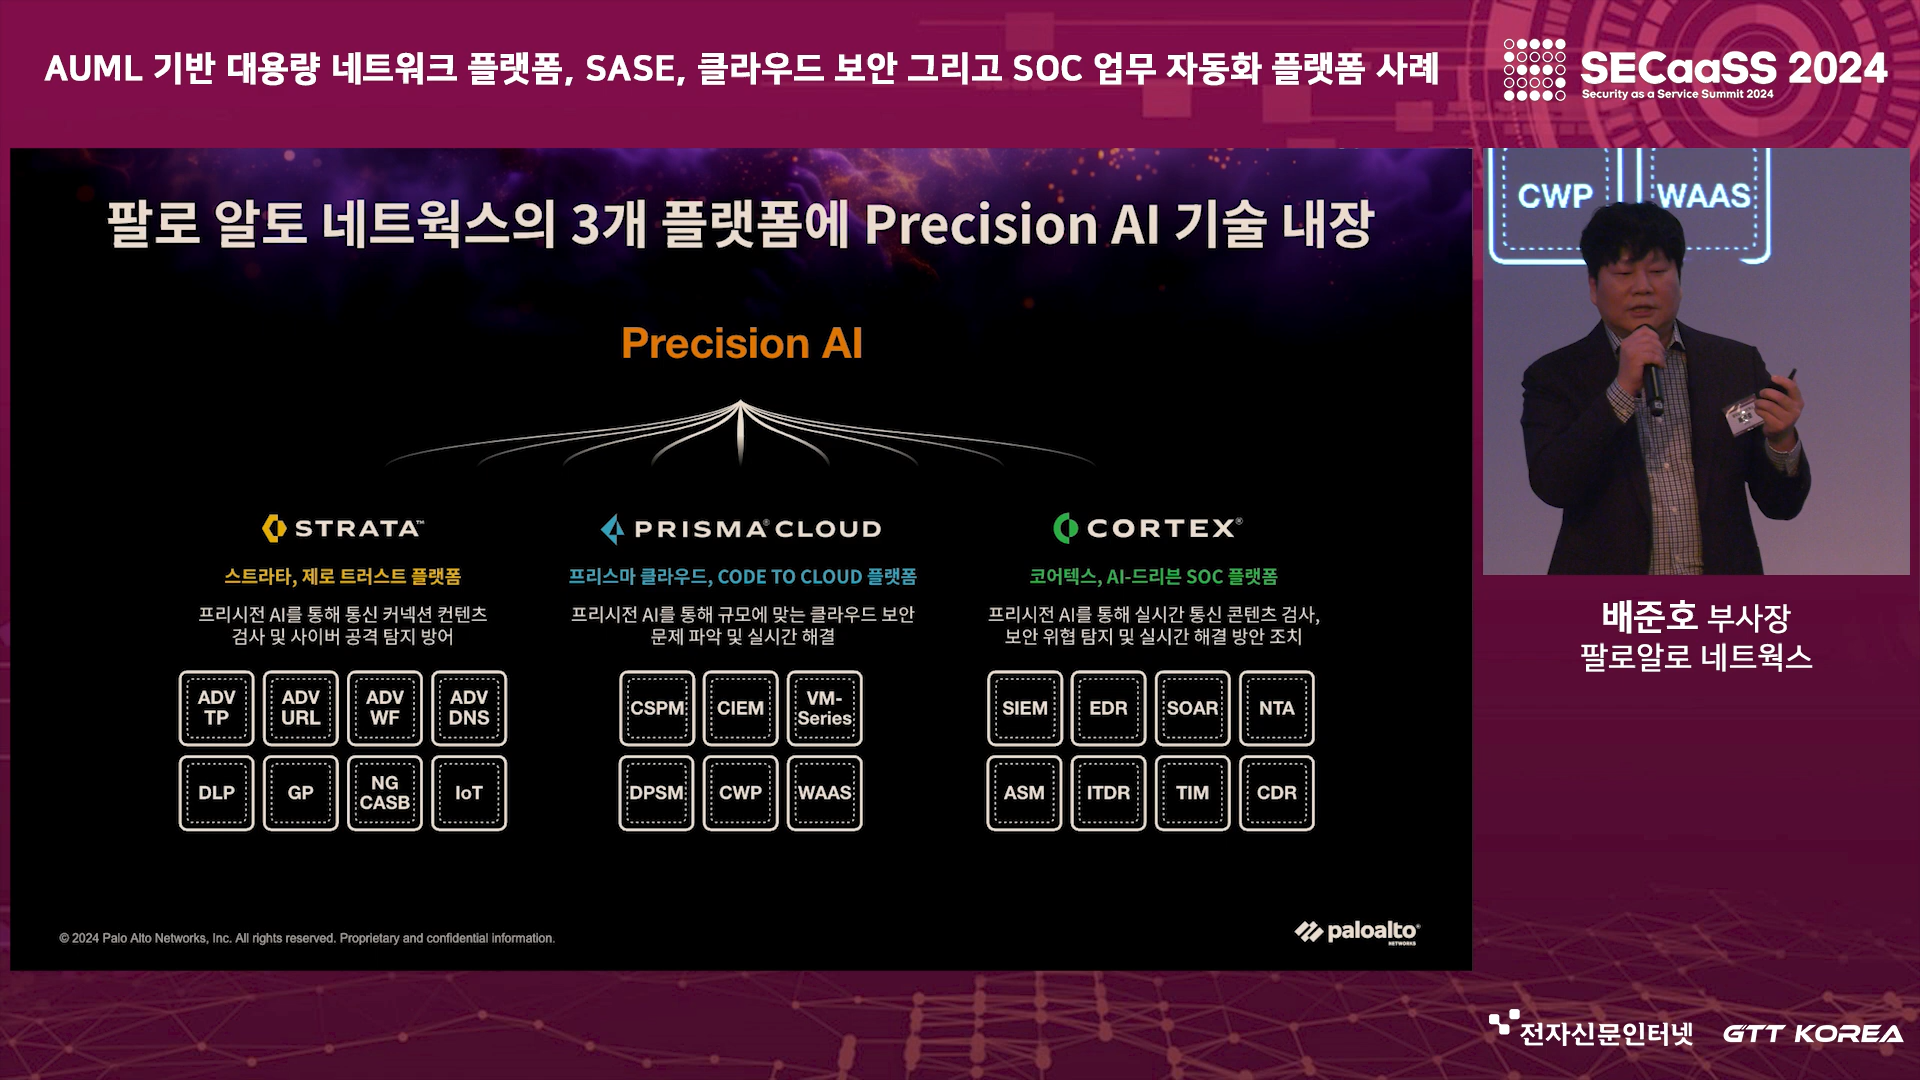 AUML 기반 대용량 네트워크 플랫폼, SASE, 클라우드 보안 그리고 SOC 업무 자동화 플랫폼 사례
SECaaSS 2024
Security as a Service Summit 2024
팔로 알토 네트웍스의 3개 플랫폼에 Precision AI 기술 내장
Precision AI
STRATA™
스트라타, 제로 트러스트 플랫폼
프리시전 AI를 통해 통신 커넥션 컨텐츠
검사 및 사이버 공격 탐지 방어
ADV
TP
ADV
URL
ADV
WF
ADV
DNS
DLP
GP
NG
CASB
IoT
PRISMA® CLOUD
프리스마 클라우드, CODE TO CLOUD 플랫폼
프리시전 AI를 통해 규모에 맞는 클라우드 보안
문제 파악 및 실시간 해결
CSPM
CIEM
VM-
Series
DPSM
CWP
WAAS
CORTEX®
코어텍스, AI-드리븐 SOC 플랫폼
프리시전 AI를 통해 실시간 통신 콘텐츠 검사,
보안 위협 탐지 및 실시간 해결 방안 조치
SIEM
EDR
SOAR
NTA
ASM
ITDR
TIM
CDR
© 2024 Palo Alto Networks, Inc. All rights reserved. Proprietary and confidential information.
paloalto®
NETWORKS
CWP
WAAS
배준호 부사장
팔로알로 네트웍스
전자신문인터넷
GTT KOREA